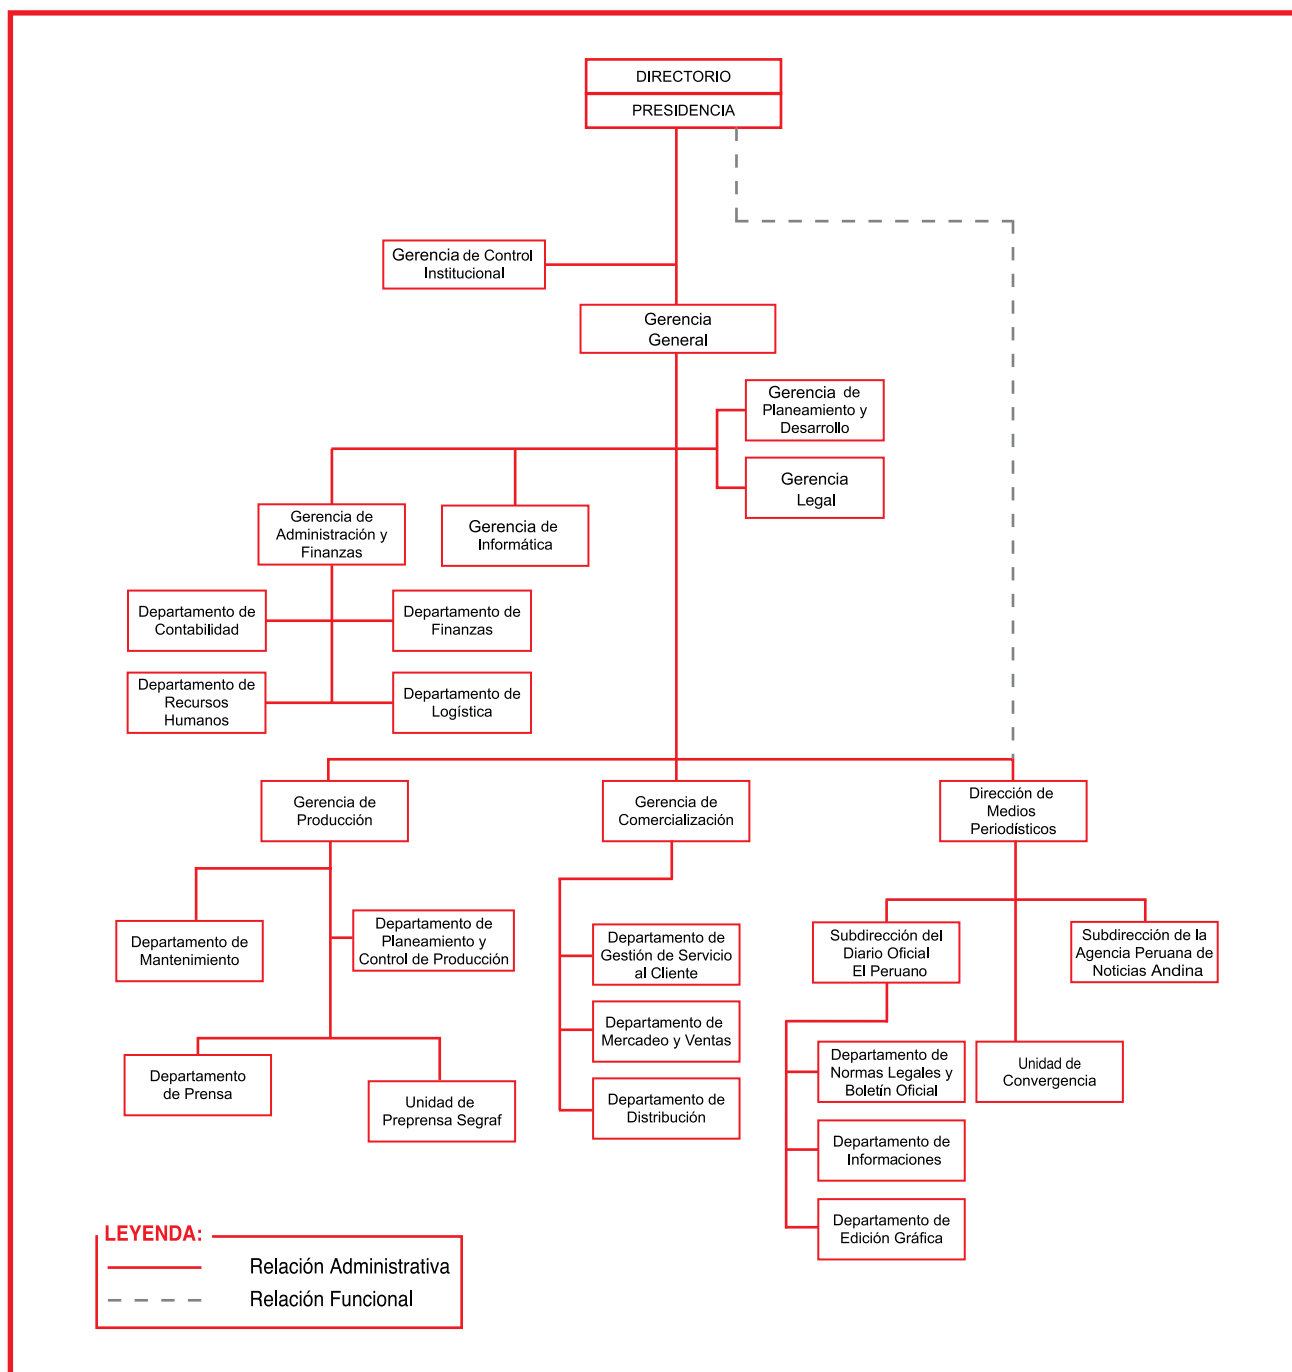 DIRECTORIO
PRESIDENCIA
Gerencia de Control
Institucional
Gerencia
General
Gerencia de
Planeamiento y
Desarrollo
Gerencia
Legal
Gerencia de
Administración y
Finanzas
Gerencia de
Informática
Departamento de
Contabilidad
Departamento de
Finanzas
Departamento de
Recursos
Humanos
Departamento de
Logística
Gerencia de
Producción
Gerencia de
Comercialización
Dirección de
Medios
Periodísticos
Departamento de
Mantenimiento
Departamento de
Planeamiento y
Control de Producción
Departamento
de Prensa
Unidad de
Preprensa Segraf
Departamento de
Gestión de Servicio
al Cliente
Departamento de
Mercadeo y Ventas
Departamento de
Distribución
Subdirección del
Diario Oficial
El Peruano
Subdirección de la
Agencia Peruana de
Noticias Andina
Departamento de
Normas Legales y
Boletín Oficial
Unidad de
Convergencia
Departamento de
Informaciones
Departamento de
Edición Gráfica
LEYENDA:
Relación Administrativa
Relación Funcional